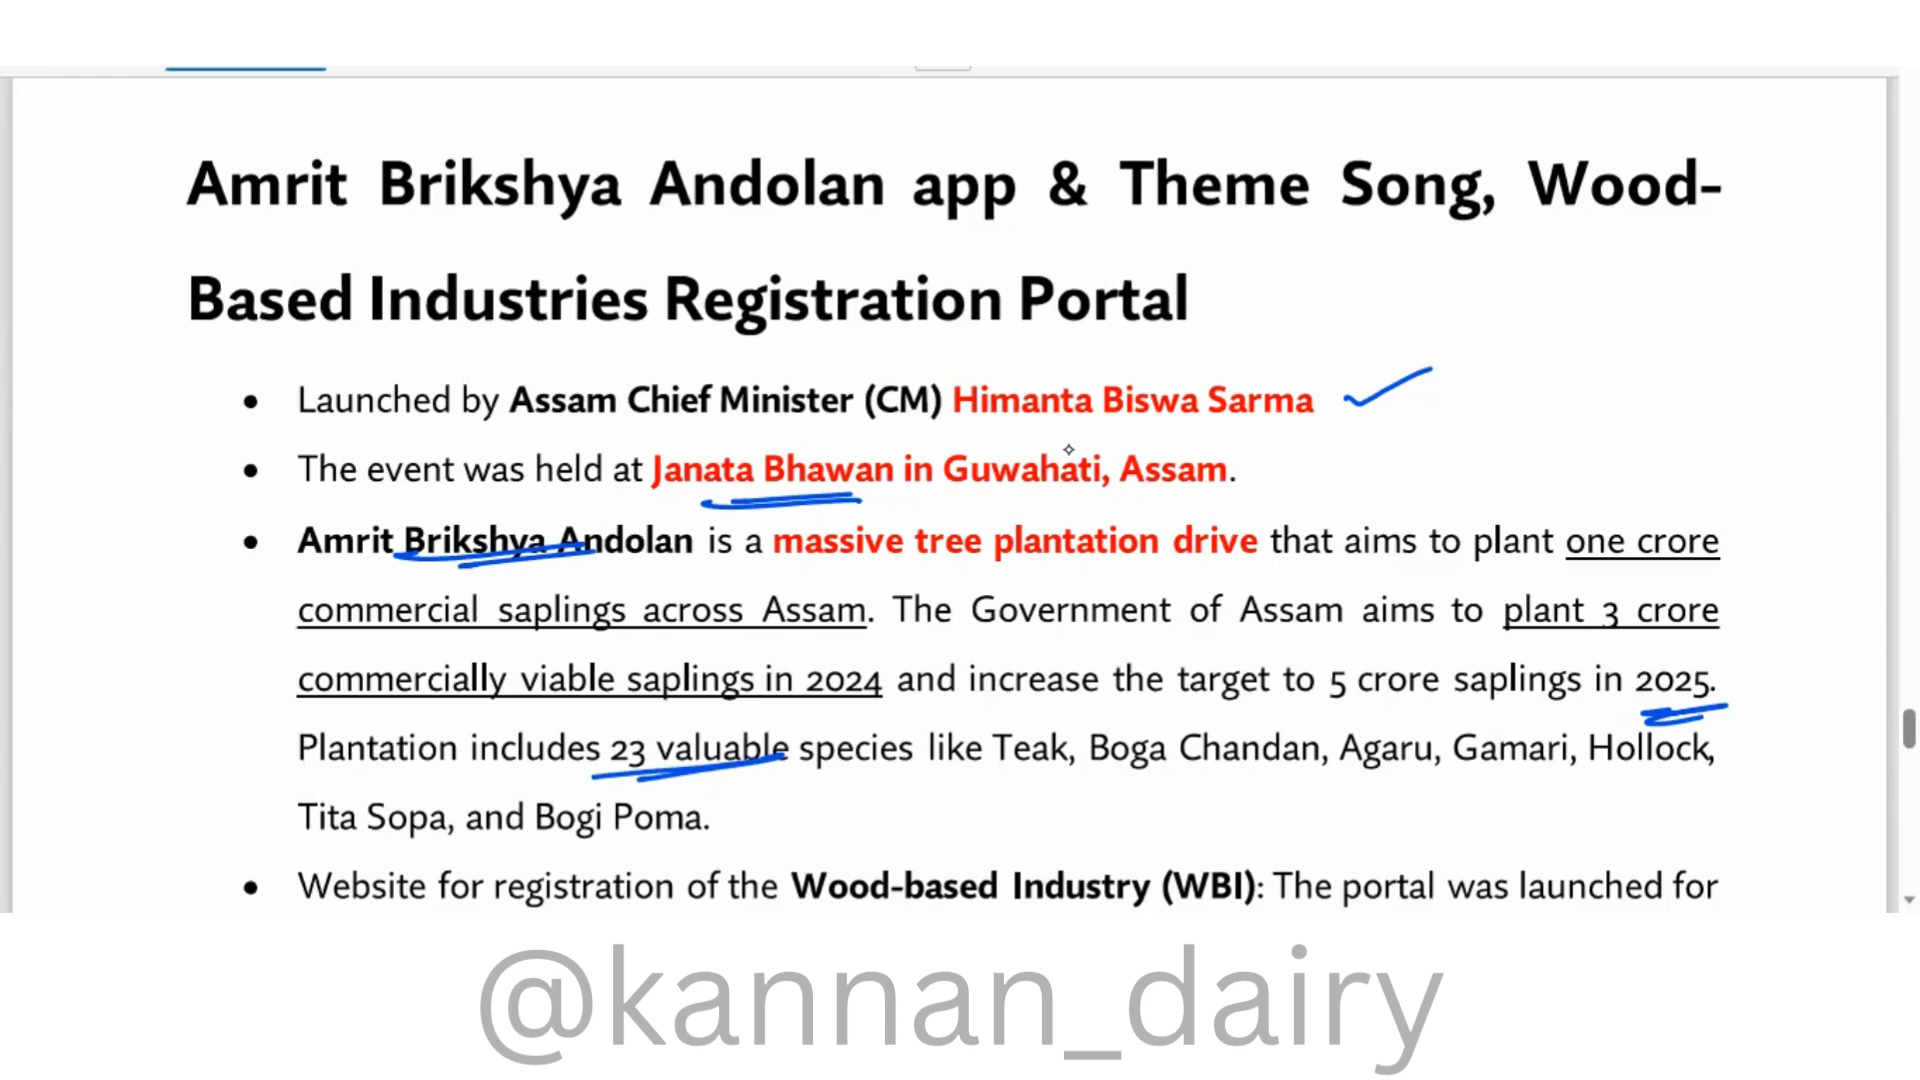 Amrit Brikshya Andolan app & Theme Song, Wood-
Based Industries Registration Portal
• Launched by Assam Chief Minister (CM) Himanta Biswa Sarma
• The event was held at Janata Bhawan in Guwahati, Assam.
• Amrit Brikshya Andolan is a massive tree plantation drive that aims to plant one crore
commercial saplings across Assam. The Government of Assam aims to plant 3 crore
commercially viable saplings in 2024 and increase the target to 5 crore saplings in 2025.
Plantation includes 23 valuable species like Teak, Boga Chandan, Agaru, Gamari, Hollock,
Tita Sopa, and Bogi Poma.
• Website for registration of the Wood-based Industry (WBI): The portal was launched for
@kannan_dairy